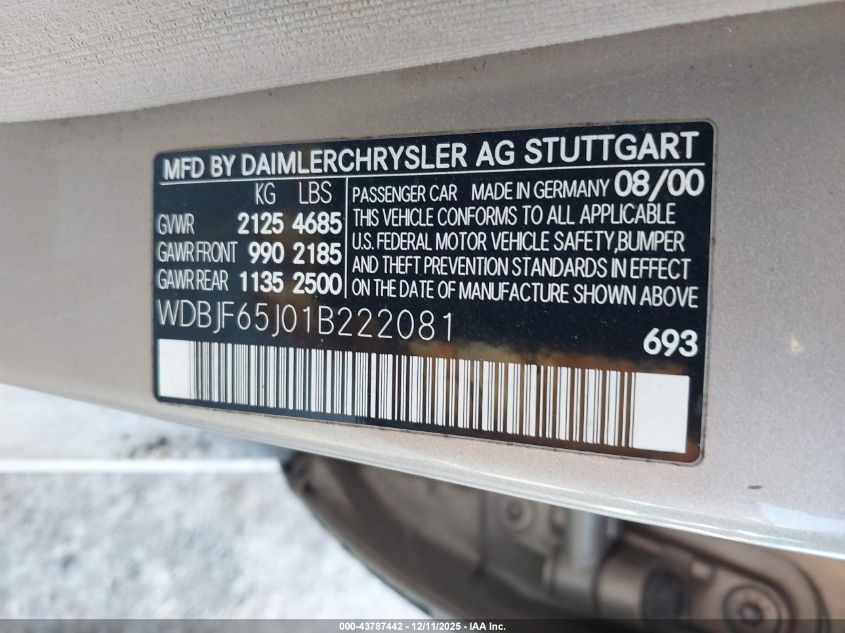 MFD BY DAIMLERCHRYSLER AG STUTTGART
KG LBS
GVWR 2125 4685
GAWR FRONT 990 2185
GAWR REAR 1135 2500
PASSENGER CAR MADE IN GERMANY 08/00
THIS VEHICLE CONFORMS TO ALL APPLICABLE
U.S. FEDERAL MOTOR VEHICLE SAFETY, BUMPER
AND THEFT PREVENTION STANDARDS IN EFFECT
ON THE DATE OF MANUFACTURE SHOWN ABOVE
WDBJF65J01B222081
693
000-43787442 - 12/11/2025 - IAA Inc.